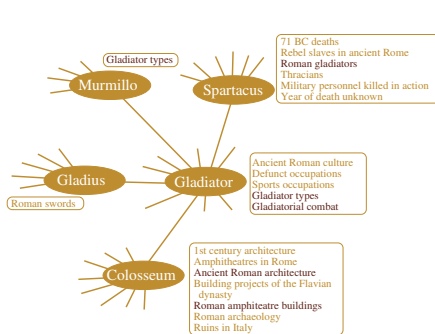 Gladiator types
Murmillo
Spartacus
71 BC deaths
Rebel slaves in ancient Rome
Roman gladiators
Thracians
Military personnel killed in action
Year of death unknown
Gladius
Roman swords
Gladiator
Ancient Roman culture
Defunct occupations
Sports occupations
Gladiator types
Gladiatorial combat
Colosseum
1st century architecture
Amphitheatres in Rome
Ancient Roman architecture
Building projects of the Flavian
dynasty
Roman amphiteatre buildings
Roman archaeology
Ruins in Italy